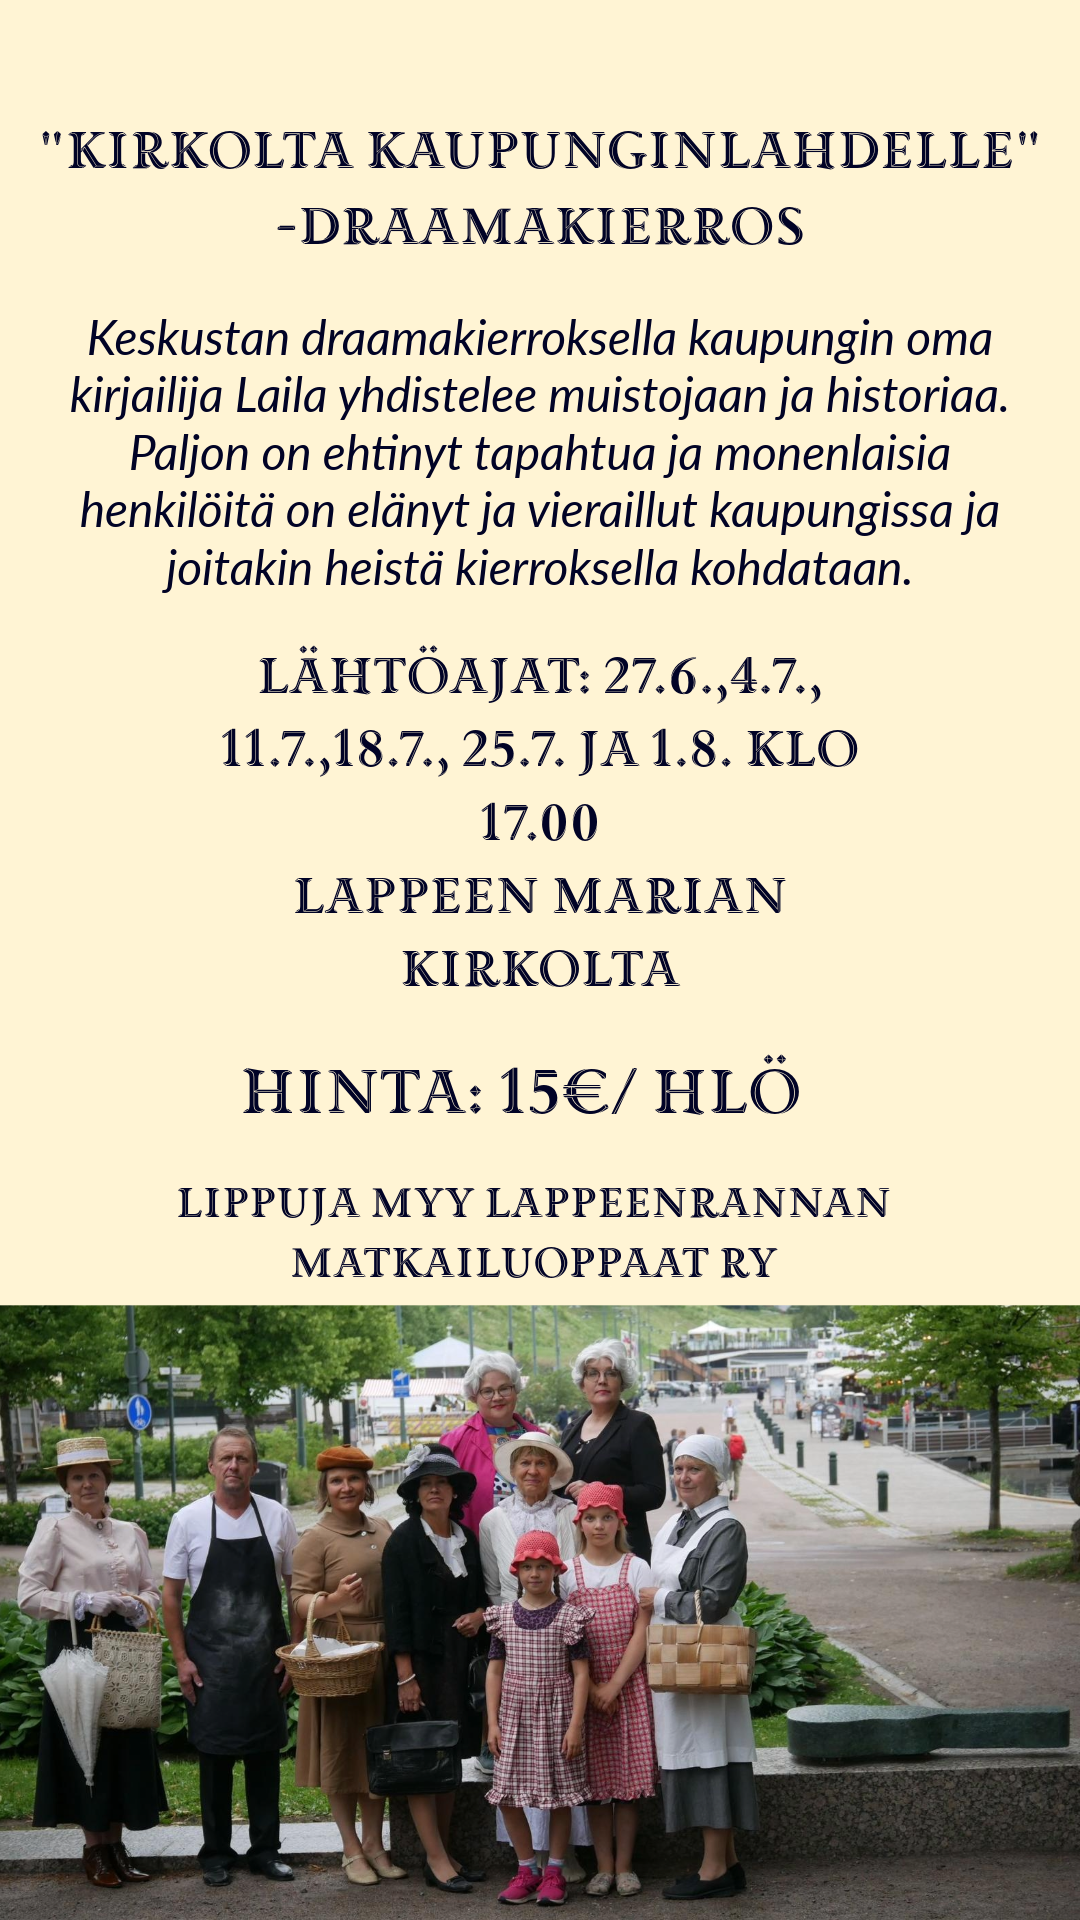 "KIRKOLTA KAUPUNGINLAHDELLE"
-DRAAMAKIERROS
Keskustan draamakierroksella kaupungin oma
kirjailija Laila yhdistelee muistojaan ja historiaa.
Paljon on ehtinyt tapahtua ja monenlaisia
henkilöitä on elänyt ja vieraillut kaupungissa ja
joitakin heistä kierroksella kohdataan.
LÄHTÖAJAT: 27.6.,4.7.,
11.7.,18.7., 25.7. JA 1.8. KLO
17.00
LAPPEEN MARIAN
KIRKOLTA
HINTA: 15€/ HLÖ
LIPPUJA MYY LAPPEENRANNAN
MATKAILUOPPAAT RY